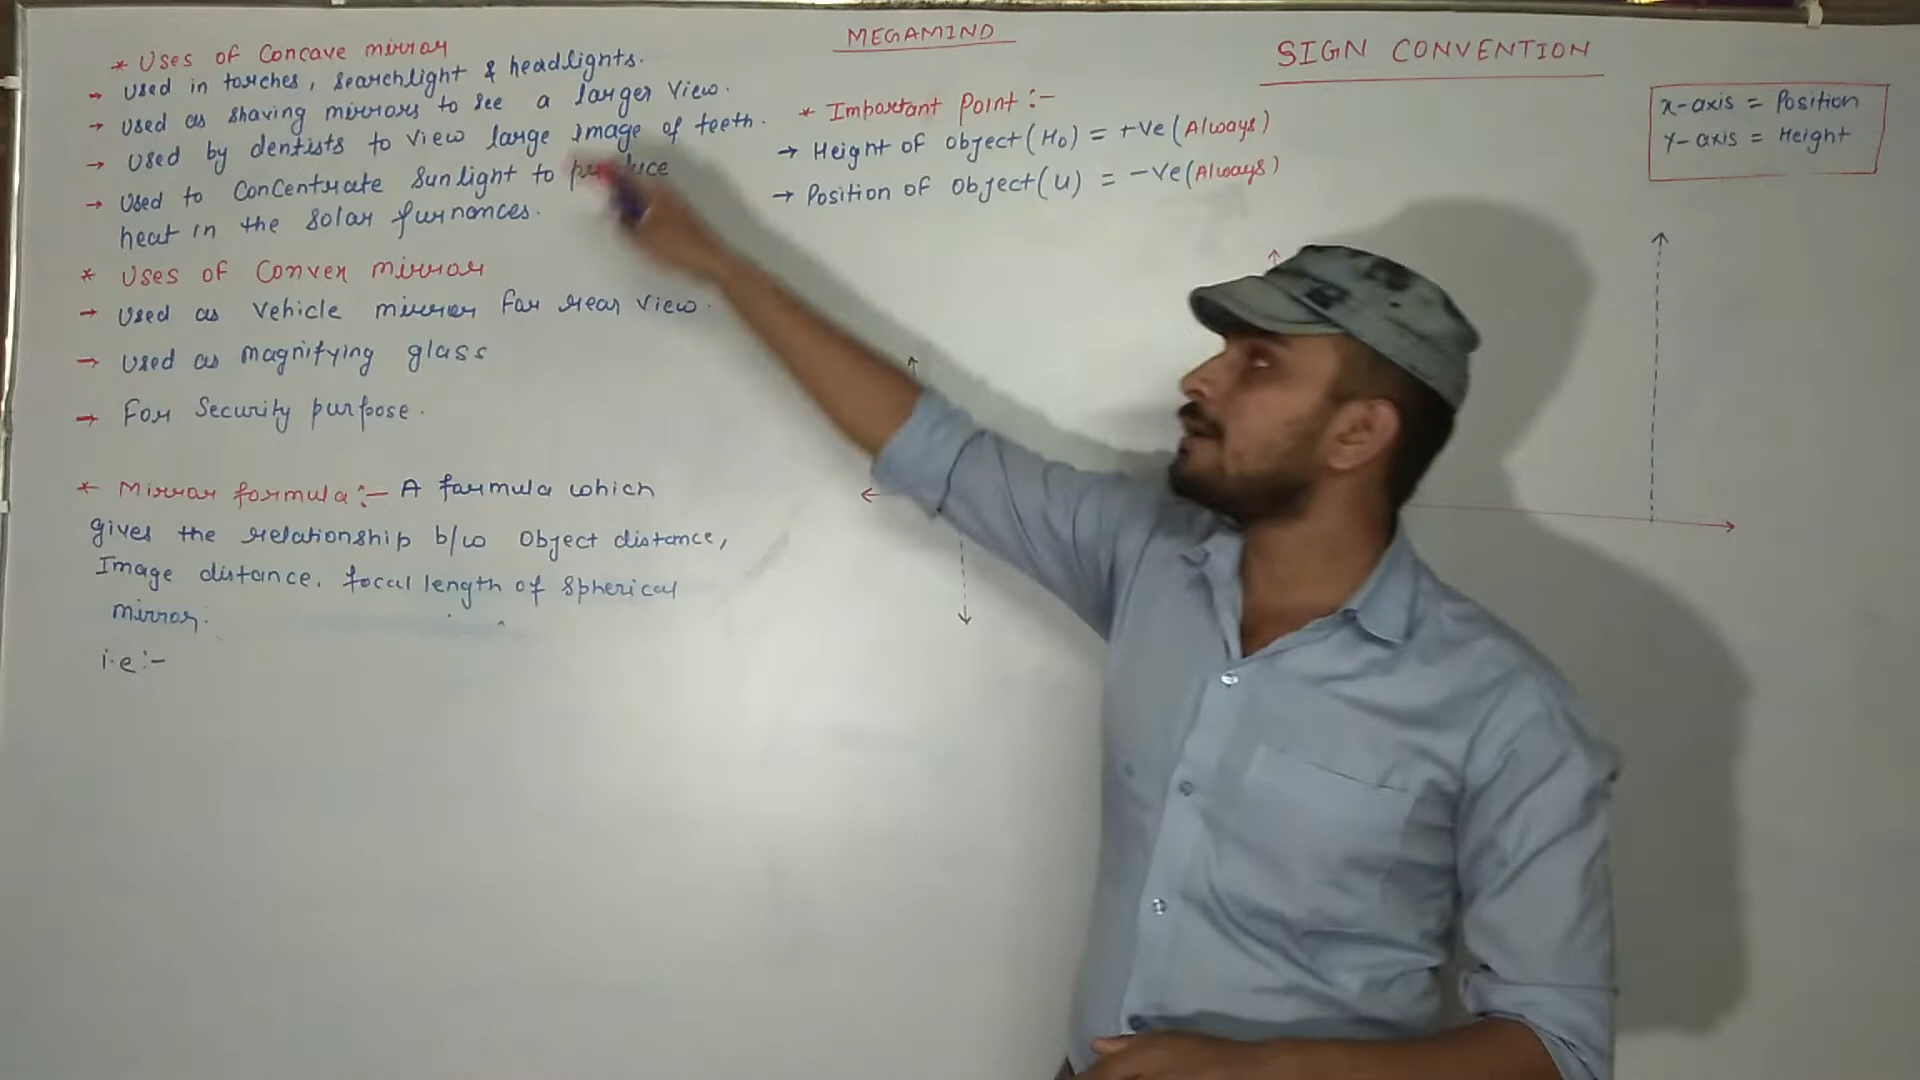 * Uses of Concave mirror
→ Used in torches, Searchlight & headlights.
→ Used as shaving mirrors to see a larger view.
→ Used by dentists to view large image of teeth.
→ Used to Concentrate Sunlight to produce
heat in the solar furnances.
* Uses of Convex mirror
→ Used as Vehicle mirror for rear view.
→ Used as magnifying glass
→ For Security purpose.
* Mirror formula:- A formula which
gives the relationship b/w Object distance,
Image distance, focal length of Spherical
mirror.
i.e:-
MEGAMIND
* Important Point :-
→ Height of object (Ho) = +ve (Always)
→ Position of object (u) = -ve (Always)
SIGN CONVENTION
x-axis = Position
Y-axis = Height